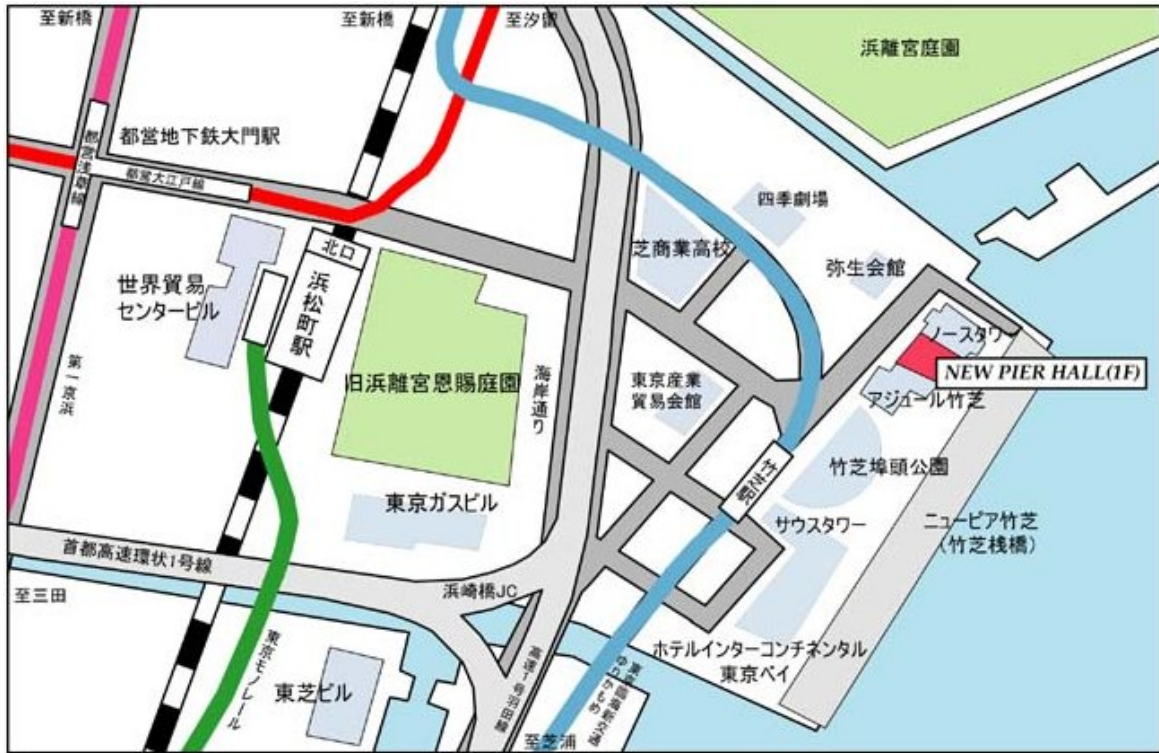 至新橋
至新橋
至汐留
浜離宮庭園
都営地下鉄大門駅
都営浅草線
都営大江戸線
四季劇場
芝商業高校
弥生会館
北口
浜松町駅
世界貿易
センタービル
第一京浜
旧浜離宮恩賜庭園
海岸通り
東京産業
貿易会館
ノースタワー
NEW PIER HALL(1F)
アジュール竹芝
竹芝駅
竹芝埠頭公園
東京ガスビル
サウスタワー
ニューピア竹芝
（竹芝桟橋）
首都高速環状1号線
浜崎橋JC
至三田
東京モノレール
東芝ビル
高速1号羽田線
ホテルインターコンチネンタル
東京ベイ
東京臨海新交通
ゆりかもめ
至芝浦